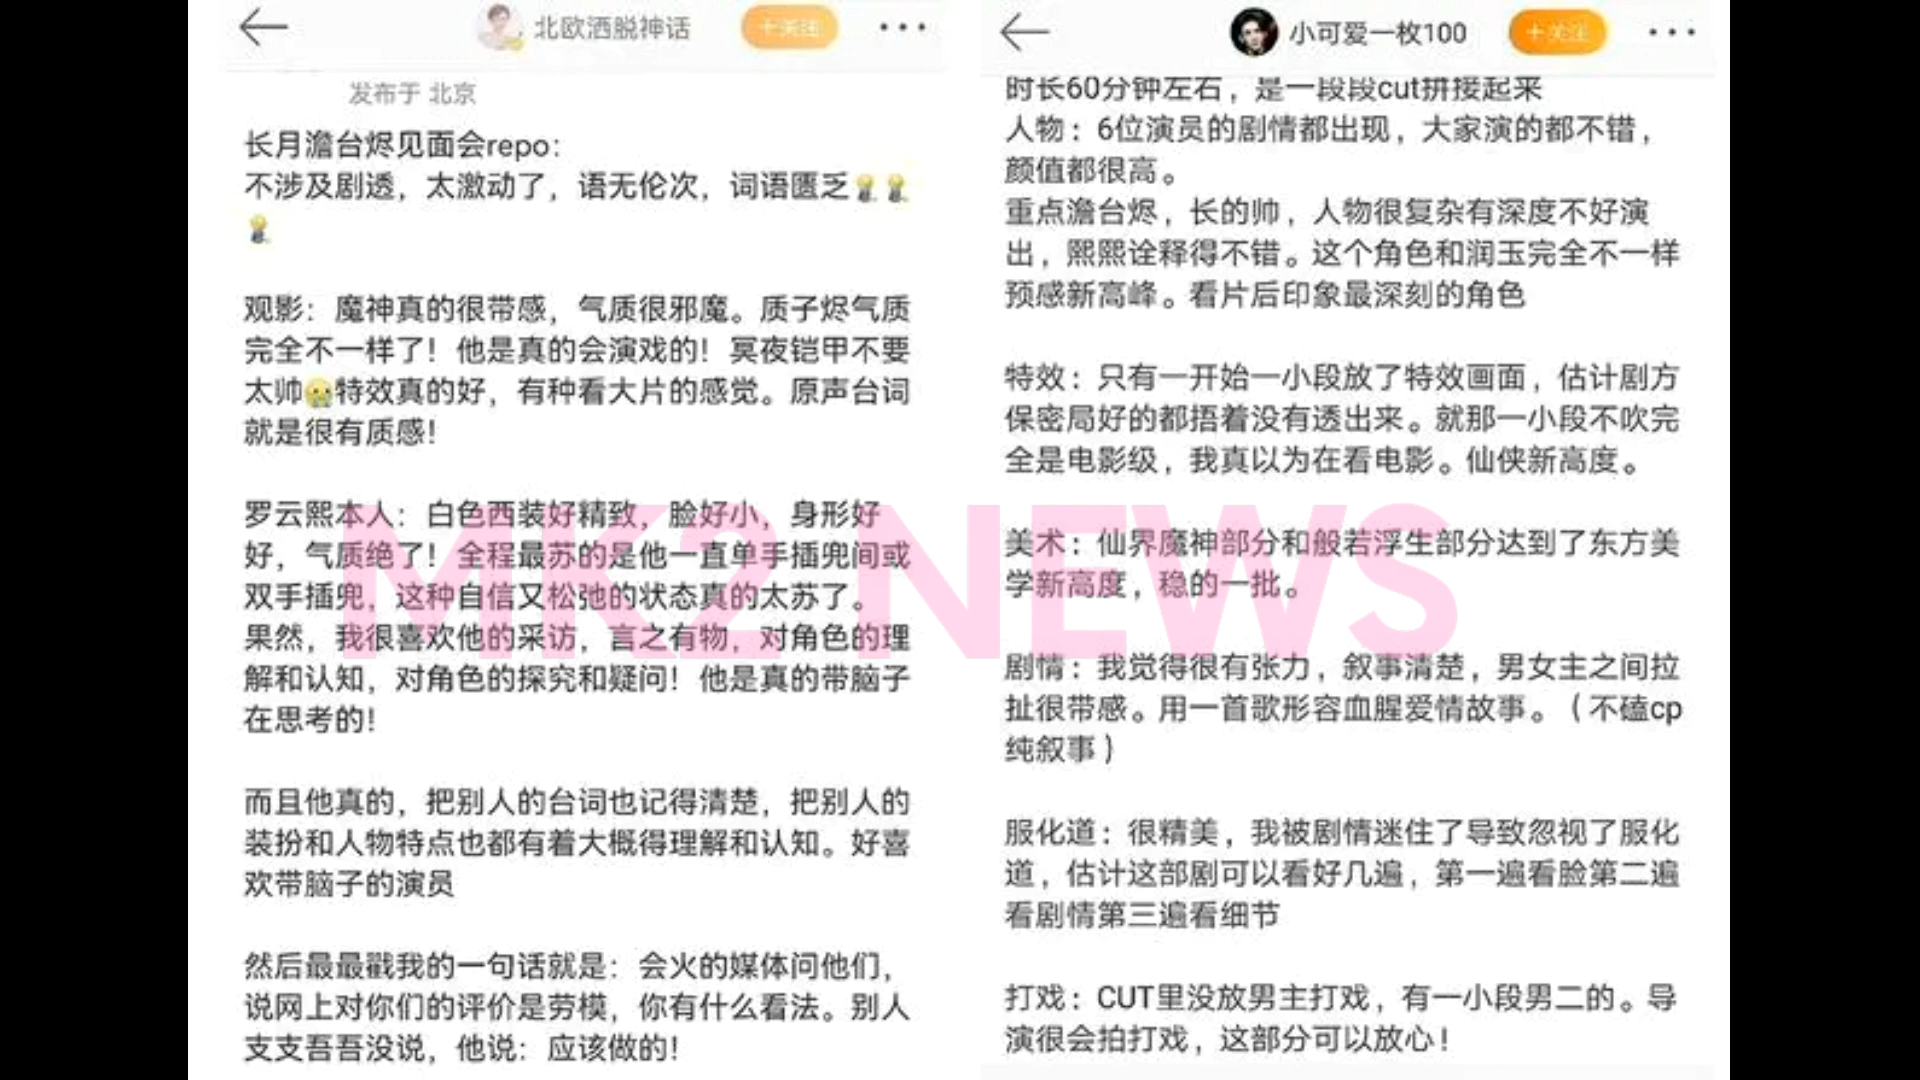 北欧洒脱神话
+关注
发布于 北京
长月澹台烬见面会repo：
不涉及剧透，太激动了，语无伦次，词语匮乏
观影：魔神真的很带感，气质很邪魔。质子烬气质
完全不一样了！他是真的会演戏的！冥夜铠甲不要
太帅特效真的好，有种看大片的感觉。原声台词
就是很有质感！
罗云熙本人：白色西装好精致，脸好小，身形好
好，气质绝了！全程最苏的是他一直单手插兜间或
双手插兜，这种自信又松弛的状态真的太苏了。
果然，我很喜欢他的采访，言之有物，对角色的理
解和认知，对角色的探究和疑问！他是真的带脑子
在思考的！
而且他真的，把别人的台词也记得清楚，把别人的
装扮和人物特点也都有着大概得理解和认知。好喜
欢带脑子的演员
然后最最戳我的一句话就是：会火的媒体问他们，
说网上对你们的评价是劳模，你有什么看法。别人
支支吾吾没说，他说：应该做的！
小可爱一枚100
+关注
时长60分钟左右，是一段段cut拼接起来
人物：6位演员的剧情都出现，大家演的都不错，
颜值都很高。
重点澹台烬，长的帅，人物很复杂有深度不好演
出，熙熙诠释得不错。这个角色和润玉完全不一样
预感新高峰。看片后印象最深刻的角色
特效：只有一开始一小段放了特效画面，估计剧方
保密局好的都捂着没有透出来。就那一小段不吹完
全是电影级，我真以为在看电影。仙侠新高度。
美术：仙界魔神部分和般若浮生部分达到了东方美
学新高度，稳的一批。
剧情：我觉得很有张力，叙事清楚，男女主之间拉
扯很带感。用一首歌形容血腥爱情故事。（不磕cp
纯叙事）
服化道：很精美，我被剧情迷住了导致忽视了服化
道，估计这部剧可以看好几遍，第一遍看脸第二遍
看剧情第三遍看细节
打戏：CUT里没放男主打戏，有一小段男二的。导
演很会拍打戏，这部分可以放心！
MK2 NEWS